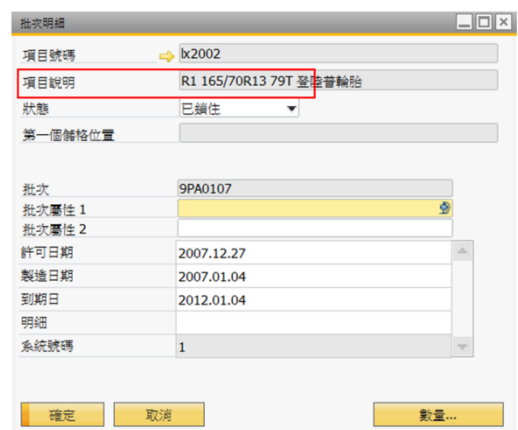 批次明細
項目號碼 lx2002
項目說明 R1 165/70R13 79T 登陸普輪胎
狀態 已鎖住
第一個儲格位置
批次 9PA0107
批次屬性 1
批次屬性 2
許可日期 2007.12.27
製造日期 2007.01.04
到期日 2012.01.04
明細
系統號碼 1
確定 取消 數量...